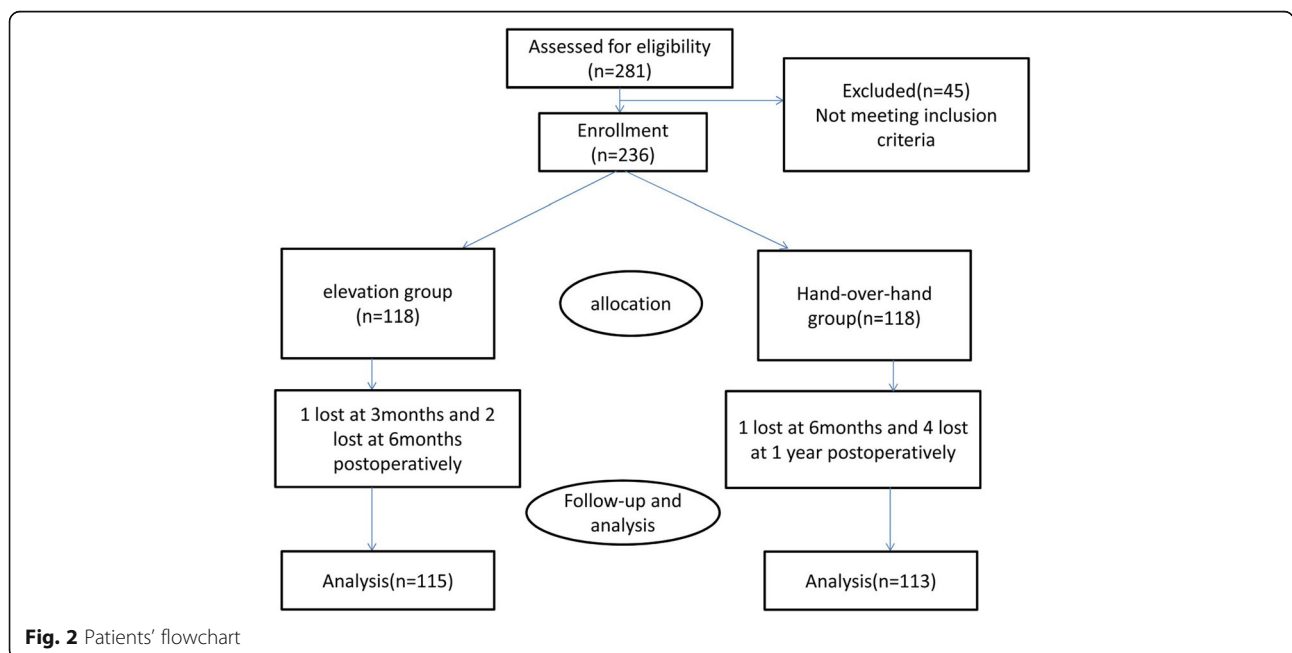 Assessed for eligibility
(n=281)
Excluded(n=45)
Not meeting inclusion
criteria
Enrollment
(n=236)
elevation group
(n=118)
allocation
Hand-over-hand
group(n=118)
1 lost at 3months and 2
lost at 6months
postoperatively
1 lost at 6months and 4 lost
at 1 year postoperatively
Follow-up and
analysis
Analysis(n=115)
Analysis(n=113)
Fig. 2 Patients' flowchart